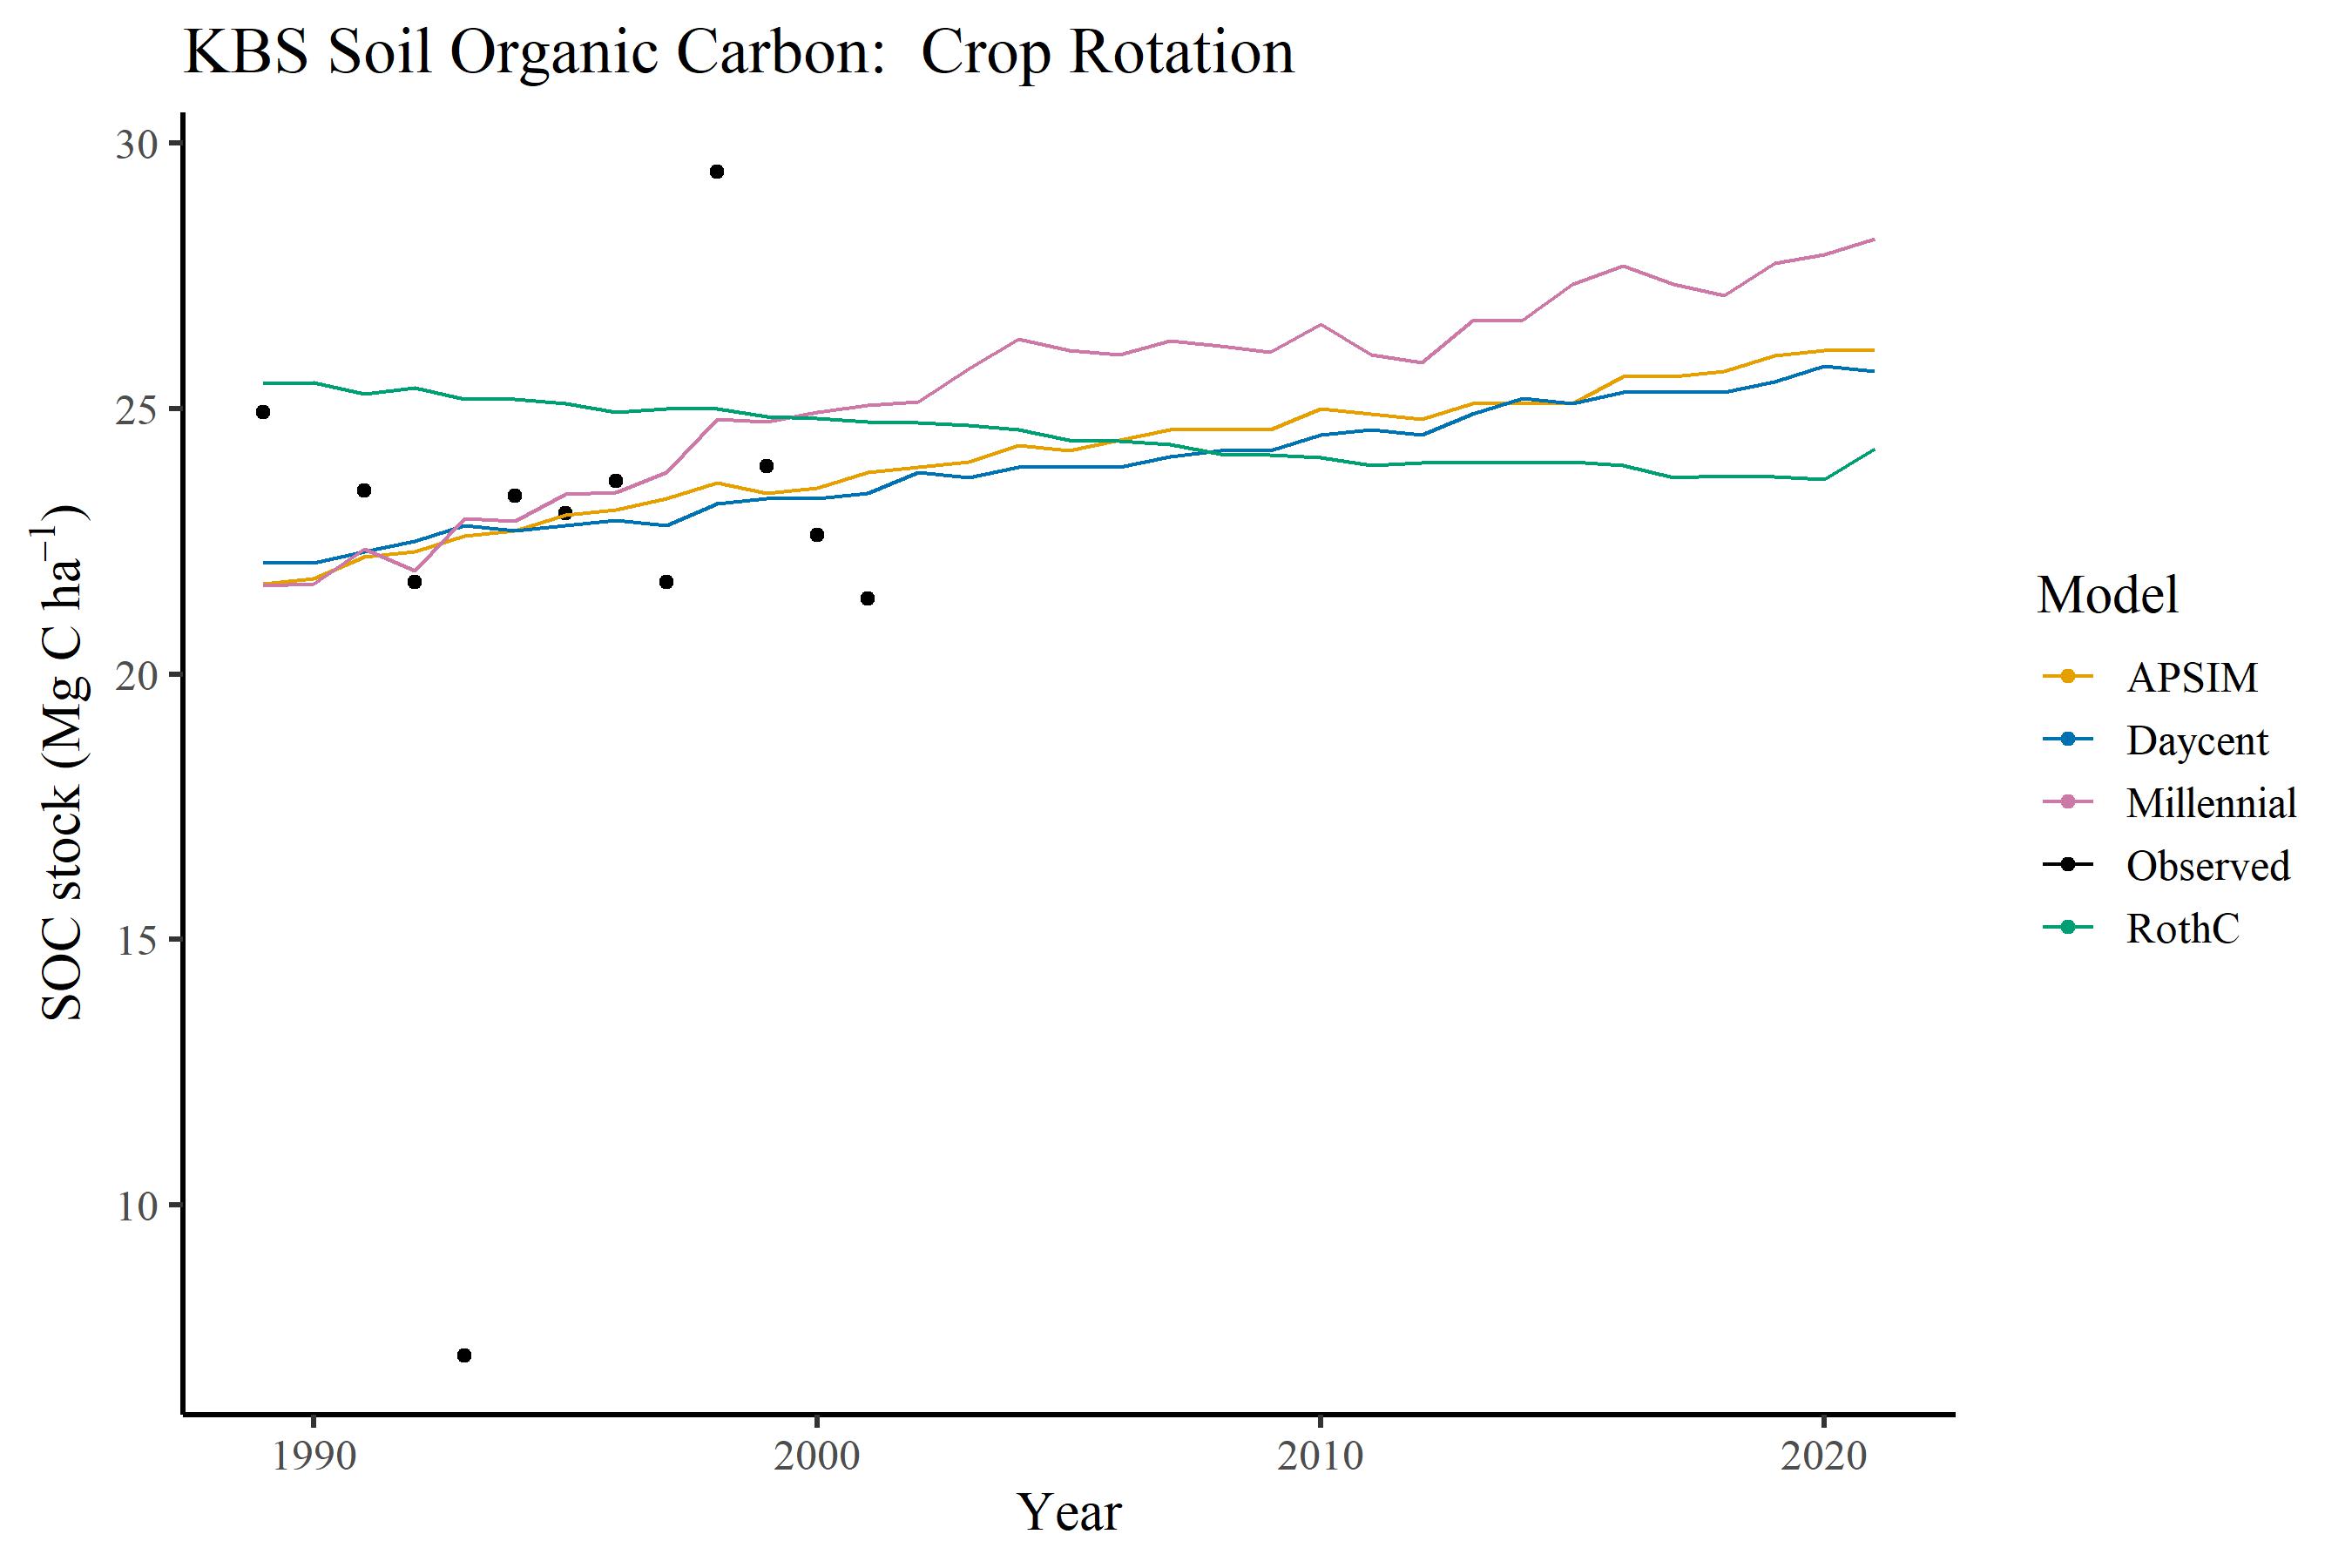 KBS Soil Organic Carbon:  Crop Rotation
SOC stock (Mg C ha⁻¹)
30
25
20
15
10
1990
2000
2010
2020
Year
Model
APSIM
Daycent
Millennial
Observed
RothC